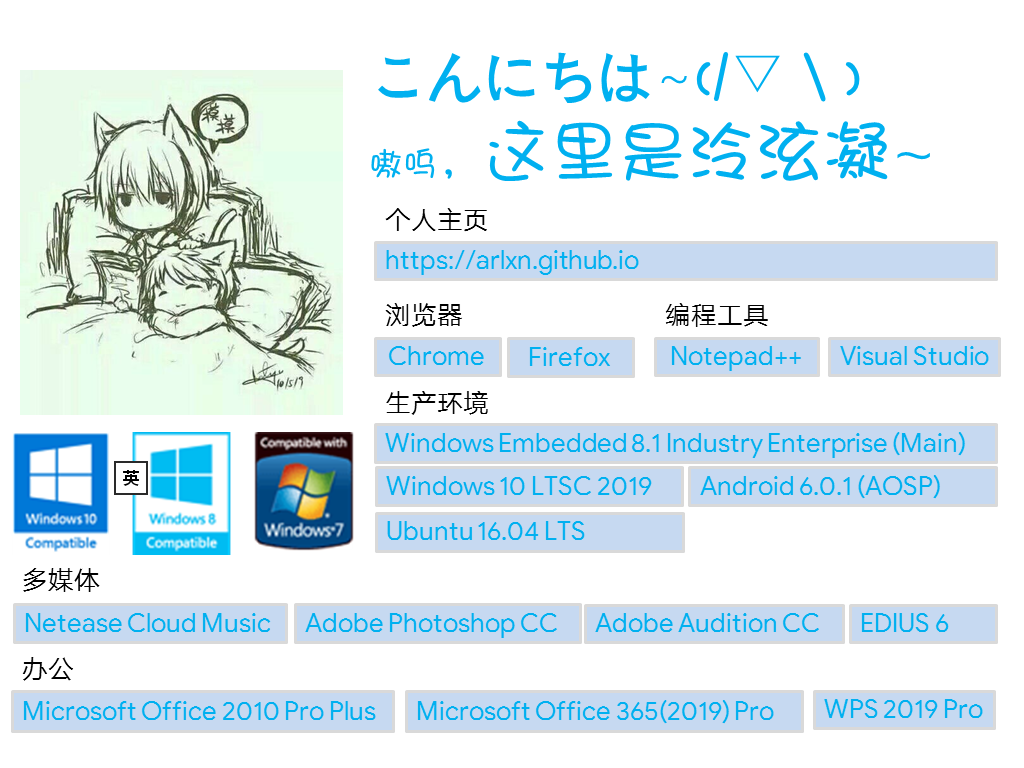 こんにちは~(/▽＼)
嗷呜，这里是泠泫凝~
摸摸
个人主页
https://arlxn.github.io
浏览器
编程工具
Chrome
Firefox
Notepad++
Visual Studio
生产环境
Windows Embedded 8.1 Industry Enterprise (Main)
Windows 10 LTSC 2019
Android 6.0.1 (AOSP)
Ubuntu 16.04 LTS
10/5/19
Windows 10
Compatible
英
Windows 8
Compatible
Compatible with
Windows 7
多媒体
Netease Cloud Music
Adobe Photoshop CC
Adobe Audition CC
EDIUS 6
办公
Microsoft Office 2010 Pro Plus
Microsoft Office 365(2019) Pro
WPS 2019 Pro